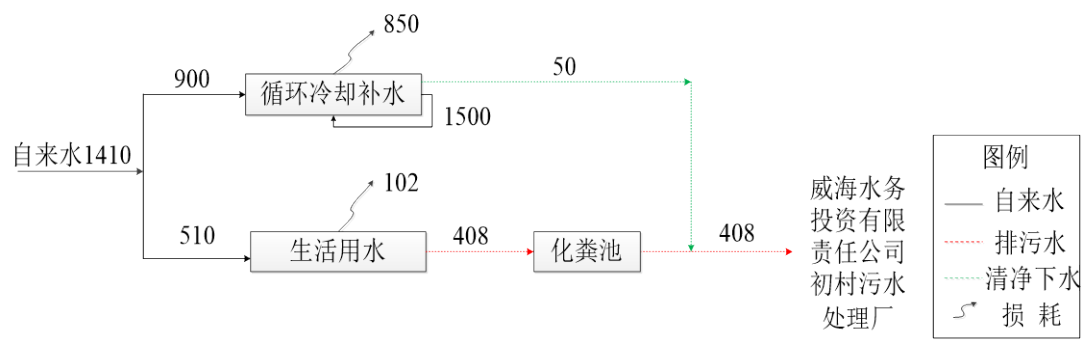 850
900
循环冷却补水
50
1500
自来水1410
102
510
生活用水
408
化粪池
408
威海水务
投资有限
责任公司
初村污水
处理厂
图例
自来水
排污水
清净下水
损 耗